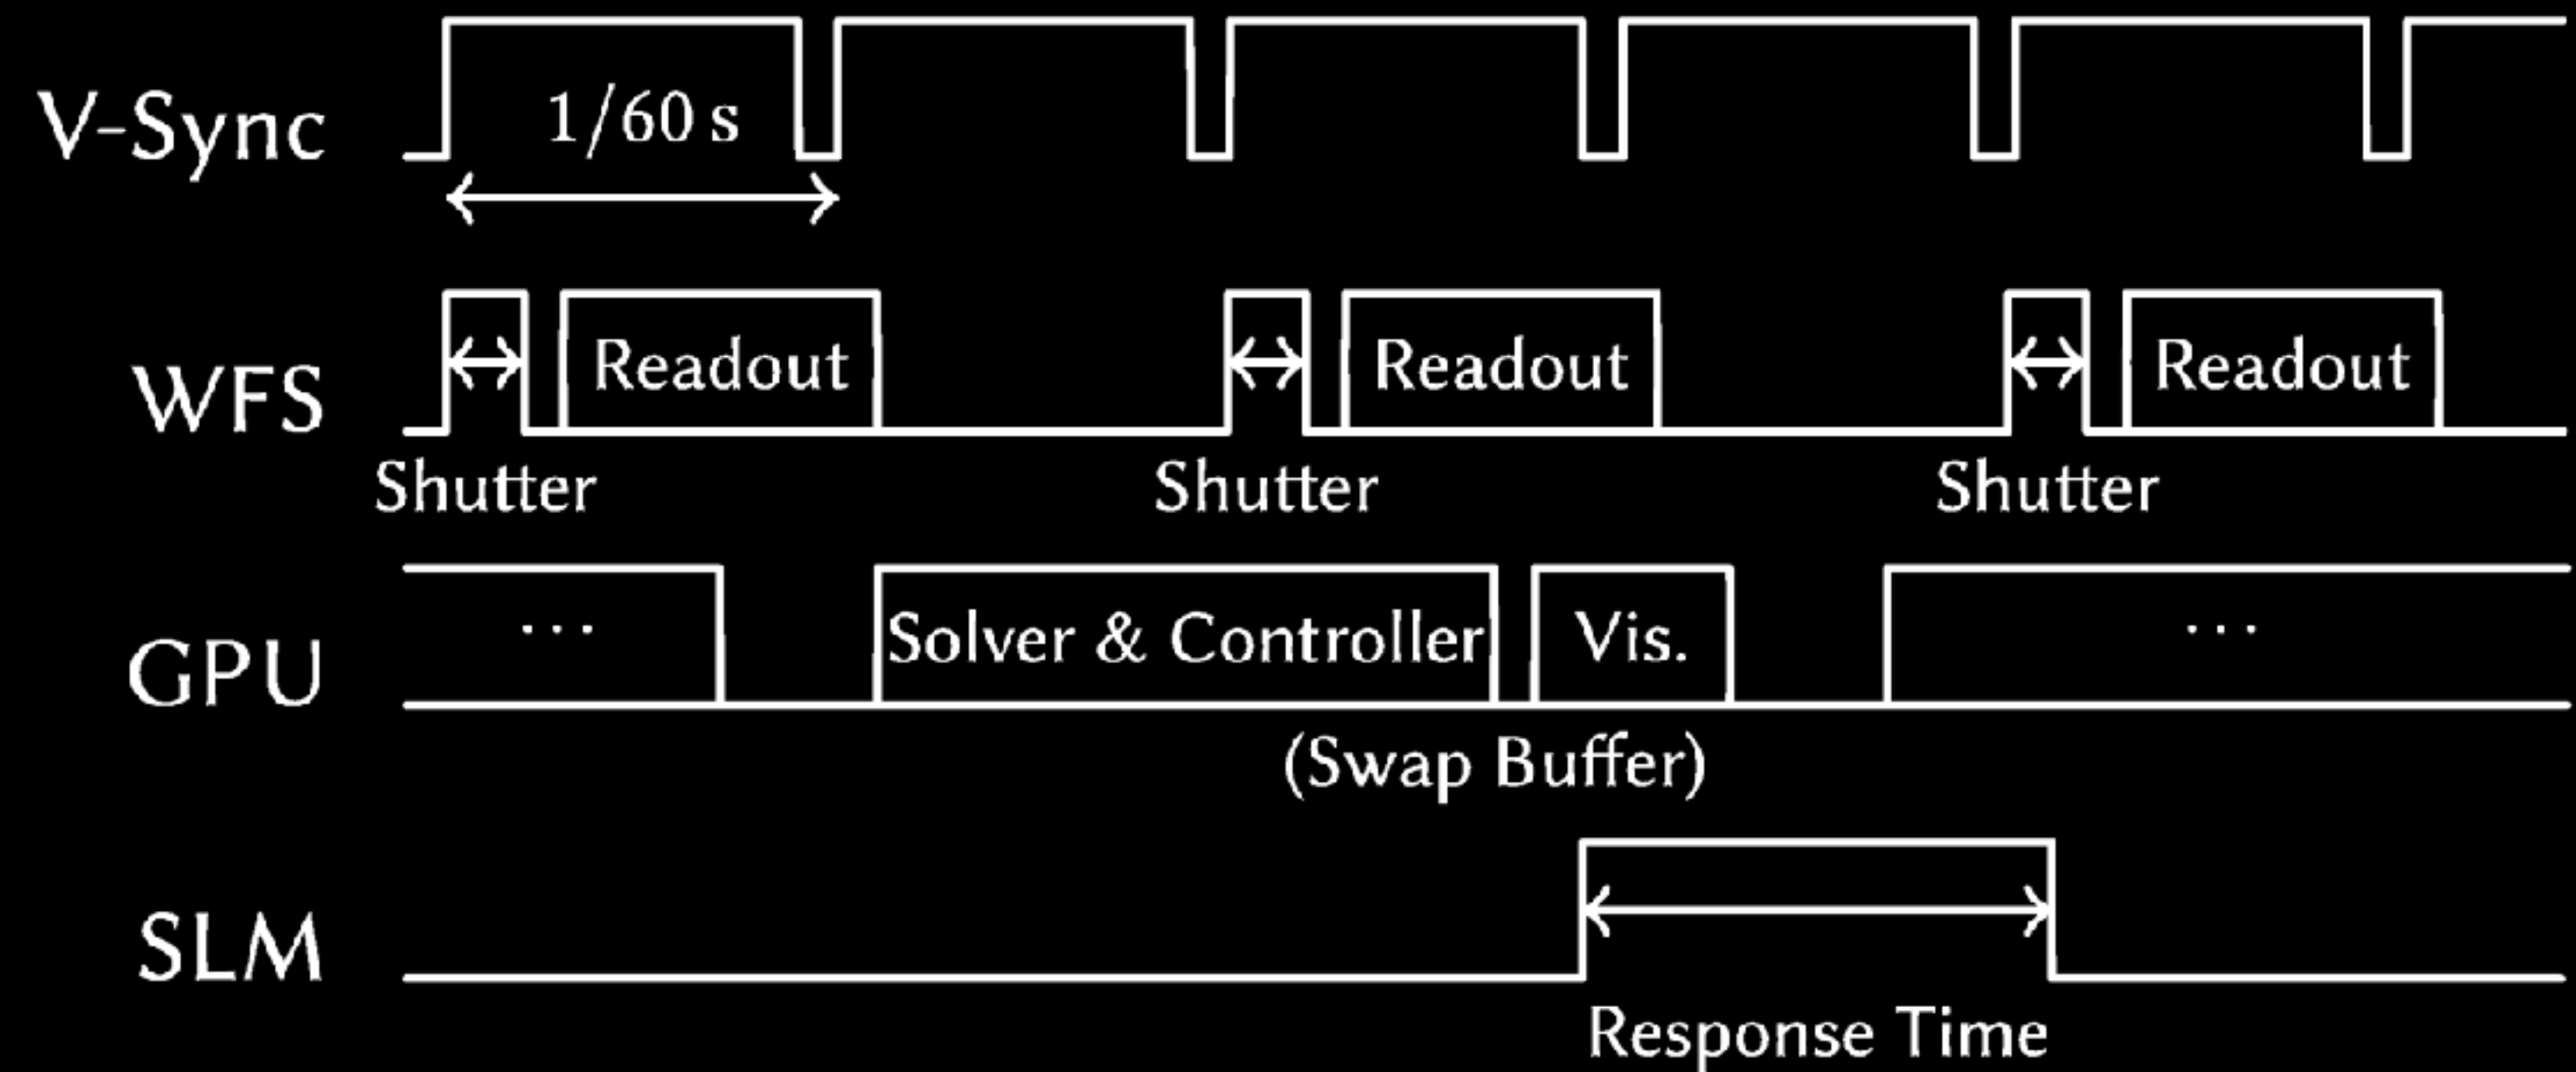 V-Sync
1/60 s
WFS
Readout
Readout
Readout
Shutter
Shutter
Shutter
GPU
...
Solver & Controller
Vis.
...
(Swap Buffer)
SLM
Response Time